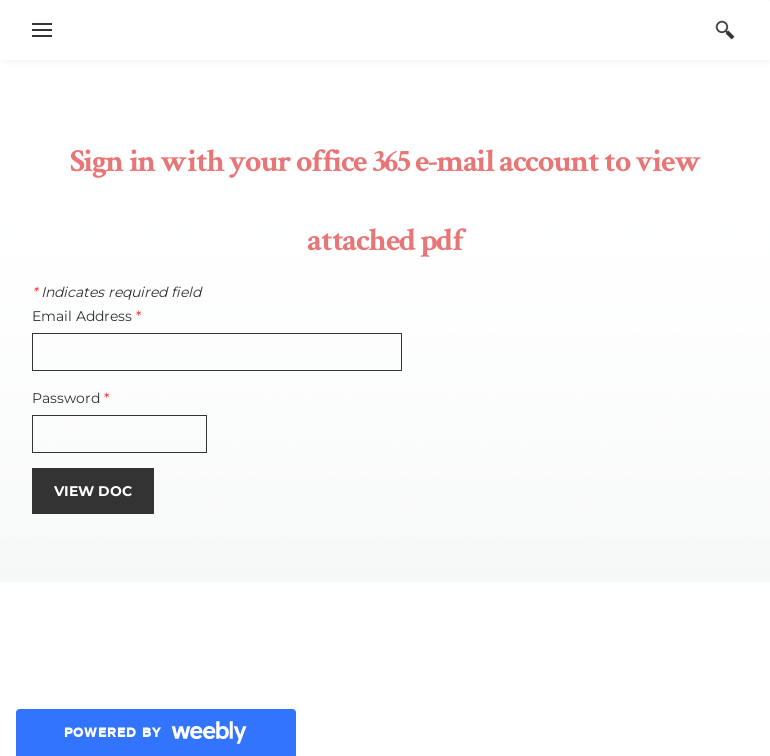 Sign in with your office 365 e-mail account to view
attached pdf
* Indicates required field
Email Address *
Password *
VIEW DOC
POWERED BY weebly